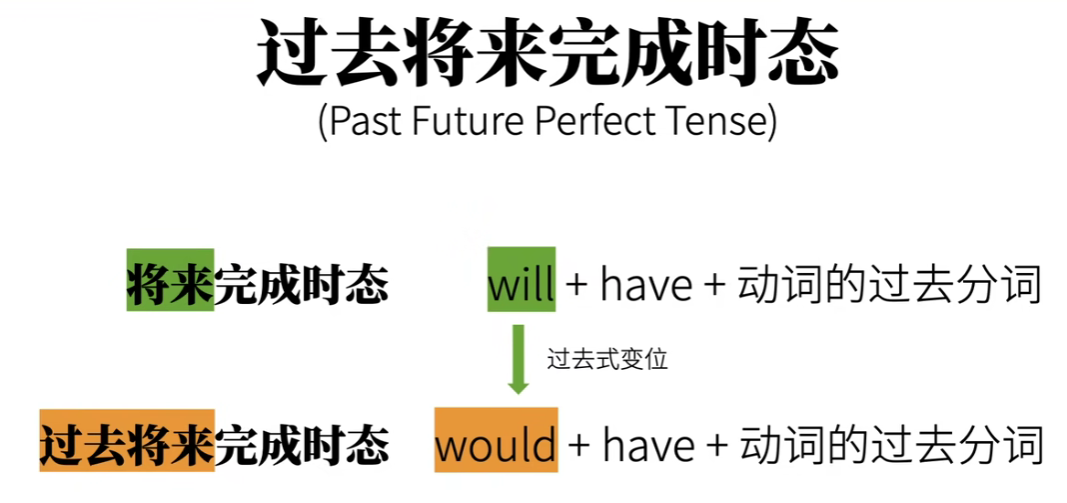 过去将来完成时态
(Past Future Perfect Tense)
将来完成时态 will + have + 动词的过去分词
过去式变位
过去将来完成时态 would + have + 动词的过去分词